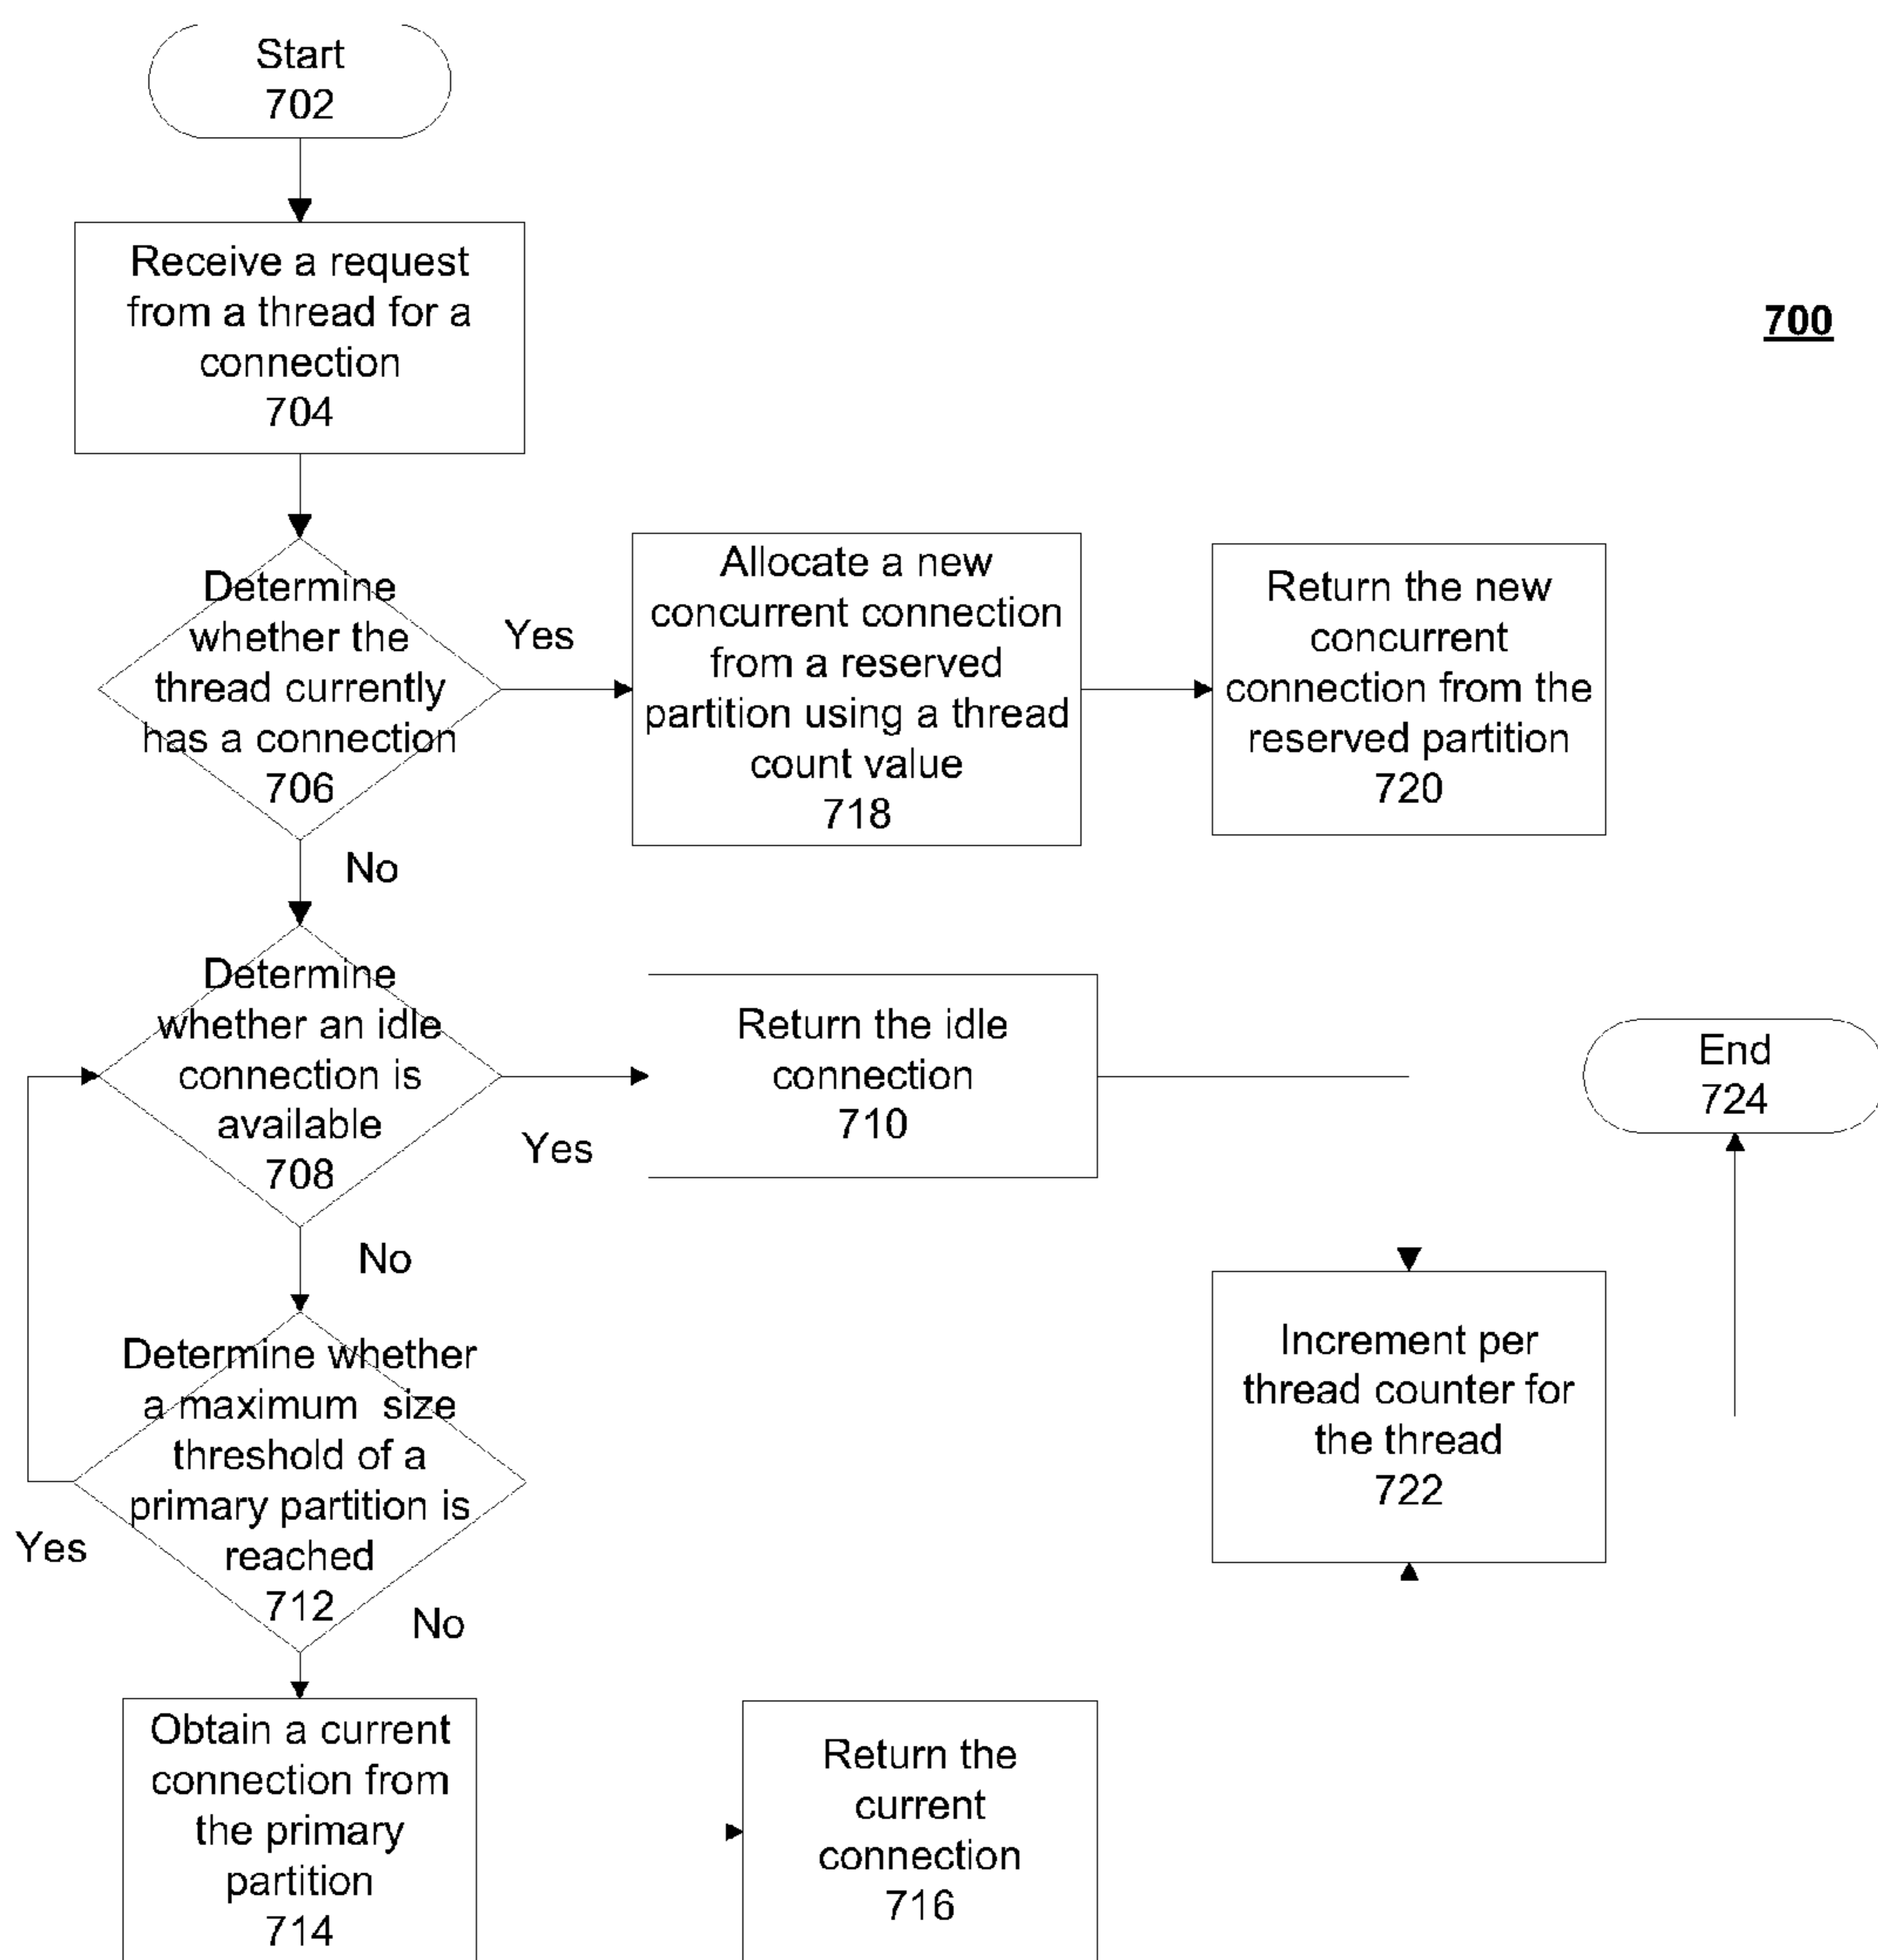 Start
702
Receive a request
from a thread for a
connection
704
700
Determine
whether the
thread currently
has a connection
706
Yes
No
Allocate a new
concurrent connection
from a reserved
partition using a thread
count value
718
Return the new
concurrent
connection from the
reserved partition
720
Determine
whether an idle
connection is
available
708
Yes
No
Return the idle
connection
710
End
724
Determine whether
a maximum size
threshold of a
primary partition is
reached
712
Yes
No
Increment per
thread counter for
the thread
722
Obtain a current
connection from
the primary
partition
714
Return the
current
connection
716